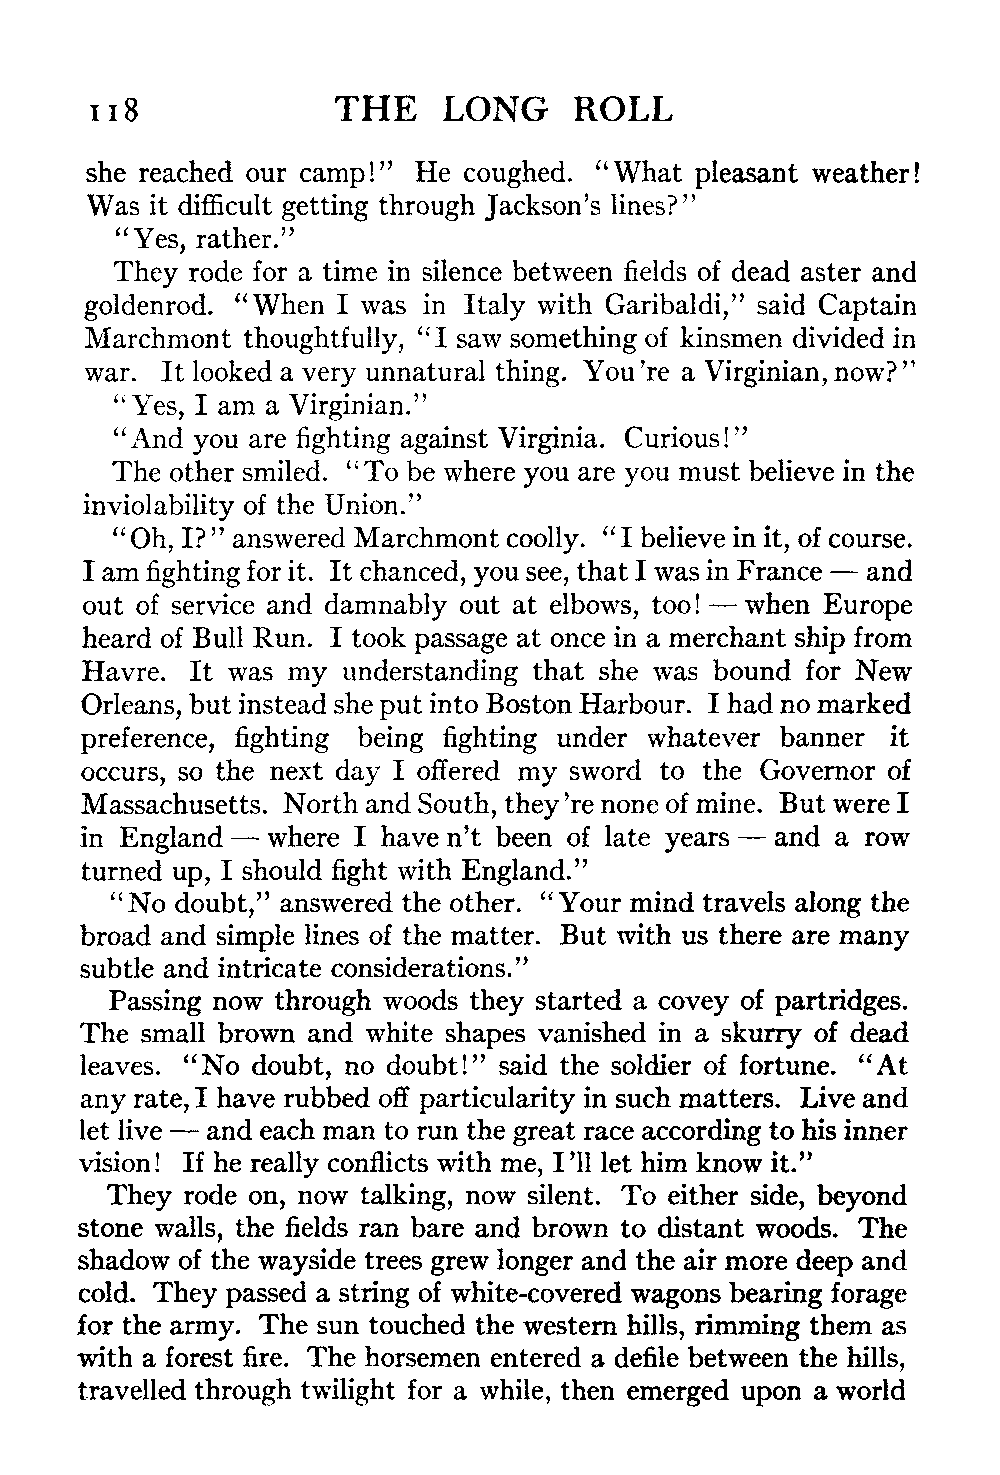 118 THE LONG ROLL
she reached our camp!" He coughed. "What pleasant weather!
Was it difficult getting through Jackson's lines?"
"Yes, rather."
They rode for a time in silence between fields of dead aster and
goldenrod. "When I was in Italy with Garibaldi," said Captain
Marchmont thoughtfully, "I saw something of kinsmen divided in
war. It looked a very unnatural thing. You're a Virginian, now?"
"Yes, I am a Virginian."
"And you are fighting against Virginia. Curious!"
The other smiled. "To be where you are you must believe in the
inviolability of the Union."
"Oh, I?" answered Marchmont coolly. "I believe in it, of course.
I am fighting for it. It chanced, you see, that I was in France — and
out of service and damnably out at elbows, too! — when Europe
heard of Bull Run. I took passage at once in a merchant ship from
Havre. It was my understanding that she was bound for New
Orleans, but instead she put into Boston Harbour. I had no marked
preference, fighting being fighting under whatever banner it
occurs, so the next day I offered my sword to the Governor of
Massachusetts. North and South, they're none of mine. But were I
in England — where I haven't been of late years — and a row
turned up, I should fight with England."
"No doubt," answered the other. "Your mind travels along the
broad and simple lines of the matter. But with us there are many
subtle and intricate considerations."
Passing now through woods they started a covey of partridges.
The small brown and white shapes vanished in a skurry of dead
leaves. "No doubt, no doubt!" said the soldier of fortune. "At
any rate, I have rubbed off particularity in such matters. Live and
let live — and each man to run the great race according to his inner
vision! If he really conflicts with me, I'll let him know it."
They rode on, now talking, now silent. To either side, beyond
stone walls, the fields ran bare and brown to distant woods. The
shadow of the wayside trees grew longer and the air more deep and
cold. They passed a string of white-covered wagons bearing forage
for the army. The sun touched the western hills, rimming them as
with a forest fire. The horsemen entered a defile between the hills,
travelled through twilight for a while, then emerged upon a world